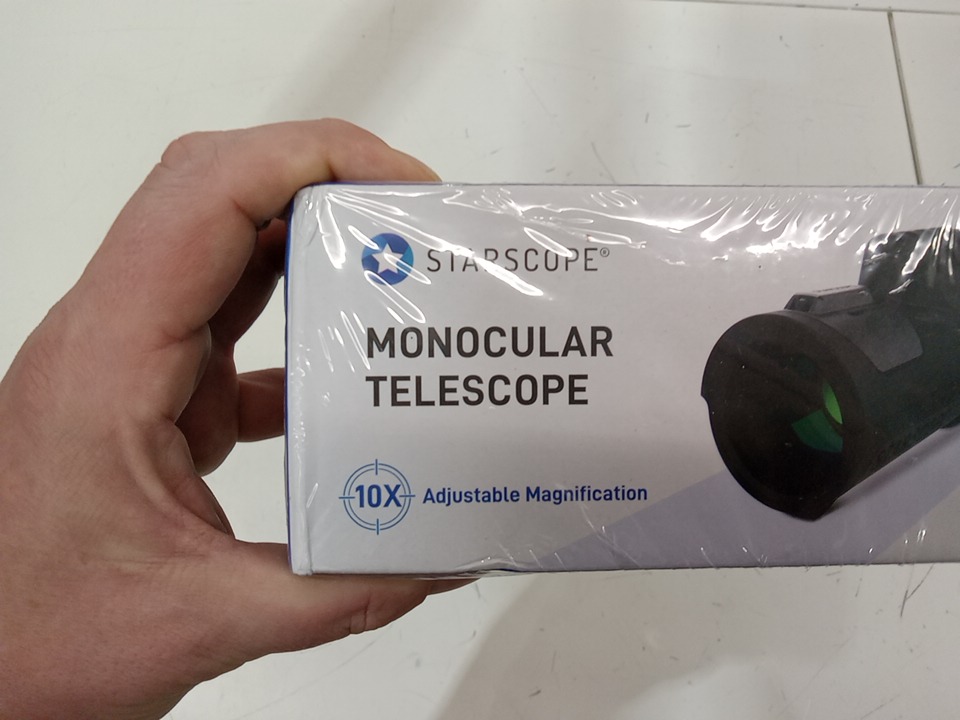 STARSCOPE®
MONOCULAR
TELESCOPE
10X Adjustable Magnification